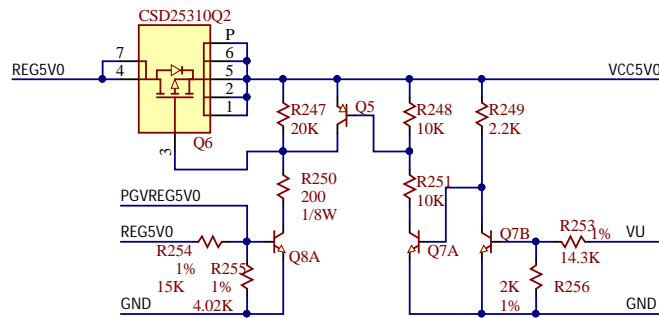 CSD25310Q2
P
7
6
REG5V0
4
5
VCC5V0
2
1
3
Q6
R247
20K
Q5
R248
10K
R249
2.2K
R250
200
1/8W
R251
10K
PGVREG5V0
REG5V0
R254
1%
15K
R255
1%
4.02K
Q8A
Q7A
Q7B
R253
1%
14.3K
VU
2K
1%
R256
GND
GND